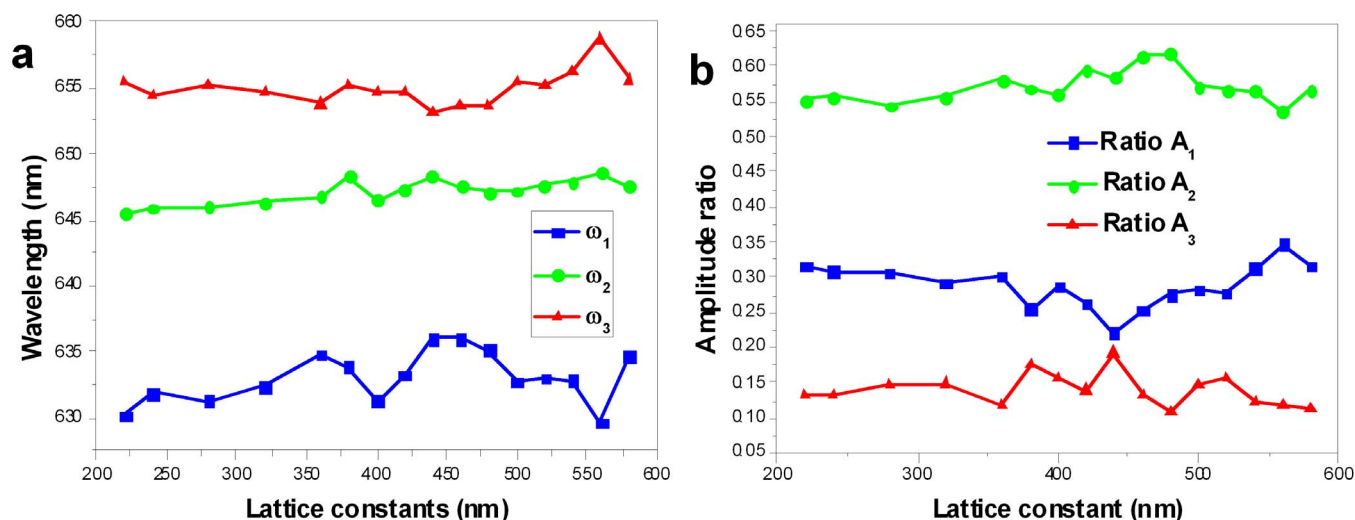 a
660
655
650
645
640
635
630
200 250 300 350 400 450 500 550 600
Wavelength (nm)
Lattice constants (nm)
ω1
ω2
ω3
b
0.65
0.60
0.55
0.50
0.45
0.40
0.35
0.30
0.25
0.20
0.15
0.10
0.05
200 300 400 500 600
Amplitude ratio
Lattice constant (nm)
Ratio A1
Ratio A2
Ratio A3